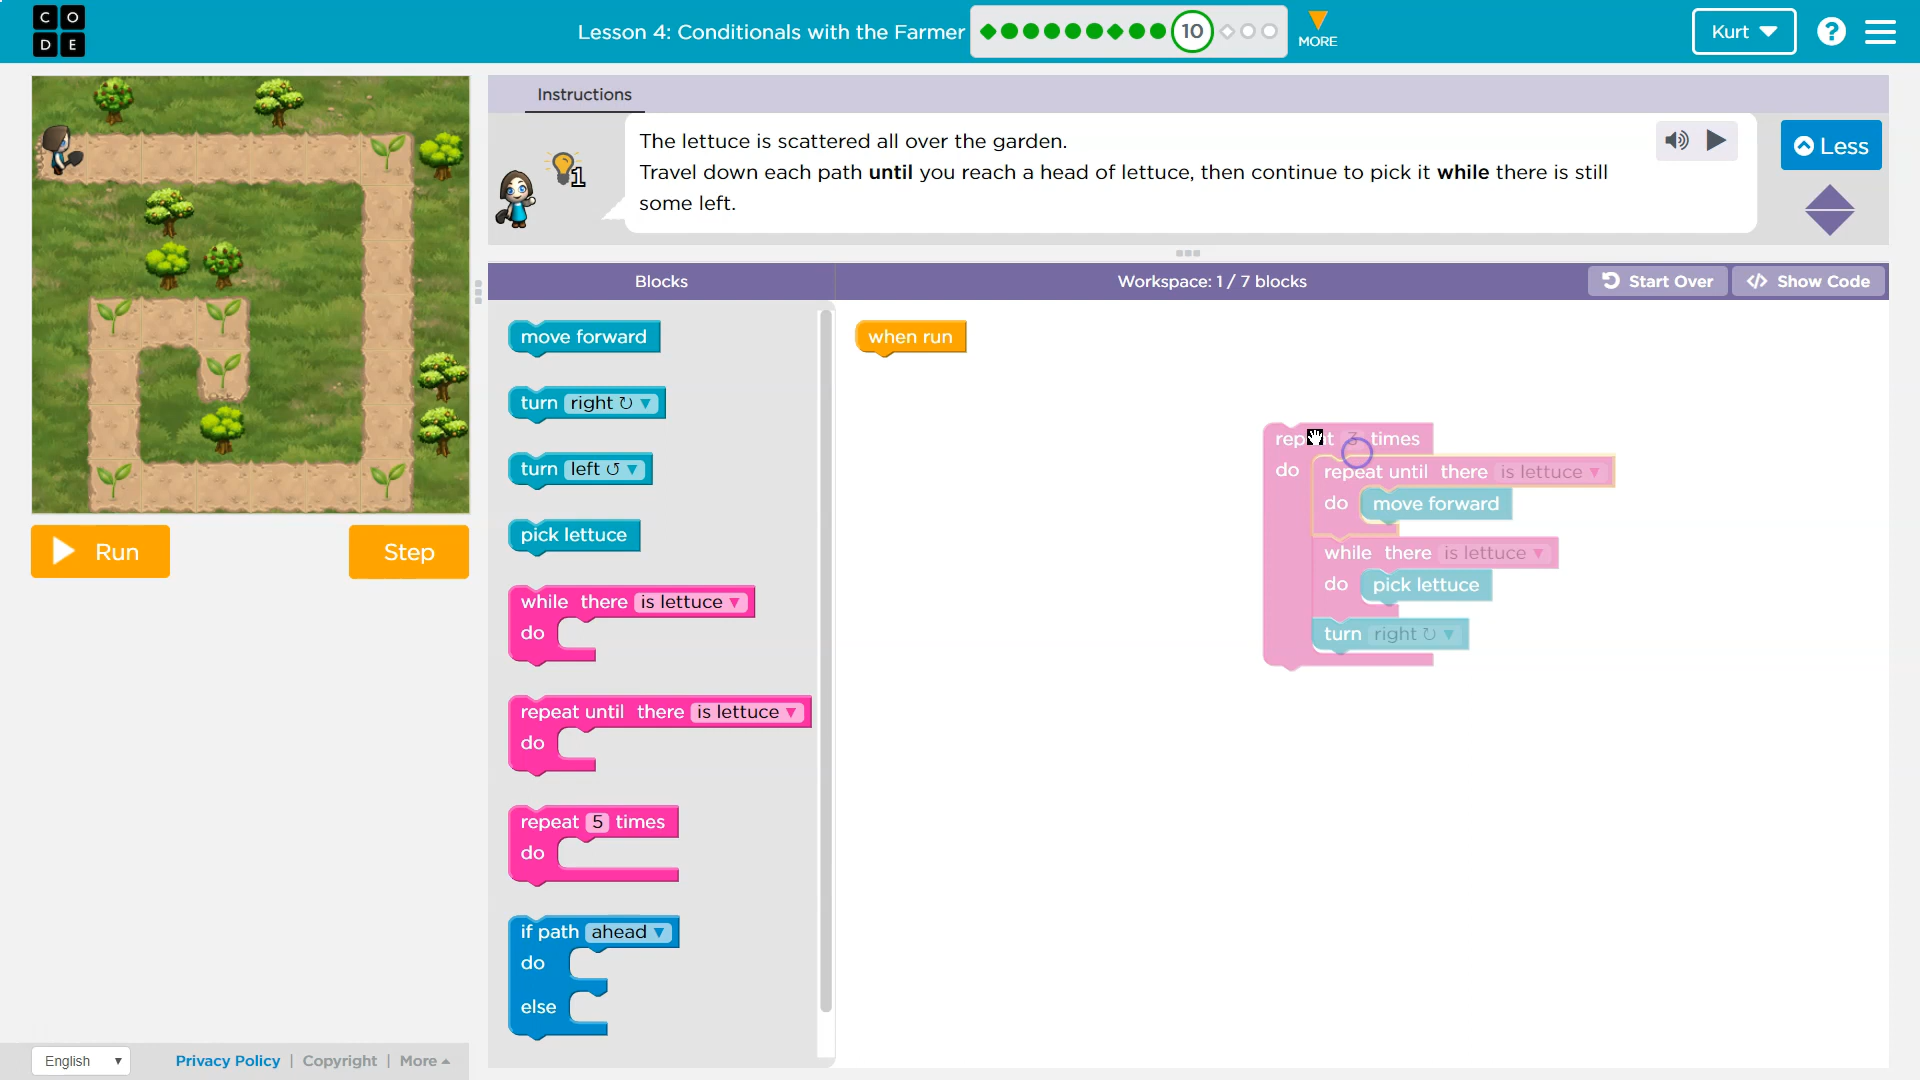 C O
D E
Lesson 4: Conditionals with the Farmer
10
MORE
Kurt
?
Instructions
1
The lettuce is scattered all over the garden.
Travel down each path until you reach a head of lettuce, then continue to pick it while there is still
some left.
Less
Blocks
Workspace: 1 / 7 blocks
Start Over
</> Show Code
move forward
turn right ↻ ▼
turn left ↺ ▼
pick lettuce
while there is lettuce ▼
do
repeat until there is lettuce ▼
do
repeat 5 times
do
if path ahead ▼
do
else
when run
repeat 3 times
do repeat until there is lettuce ▼
do move forward
while there is lettuce ▼
do pick lettuce
turn right ↻ ▼
Run
Step
English ▼
Privacy Policy | Copyright | More